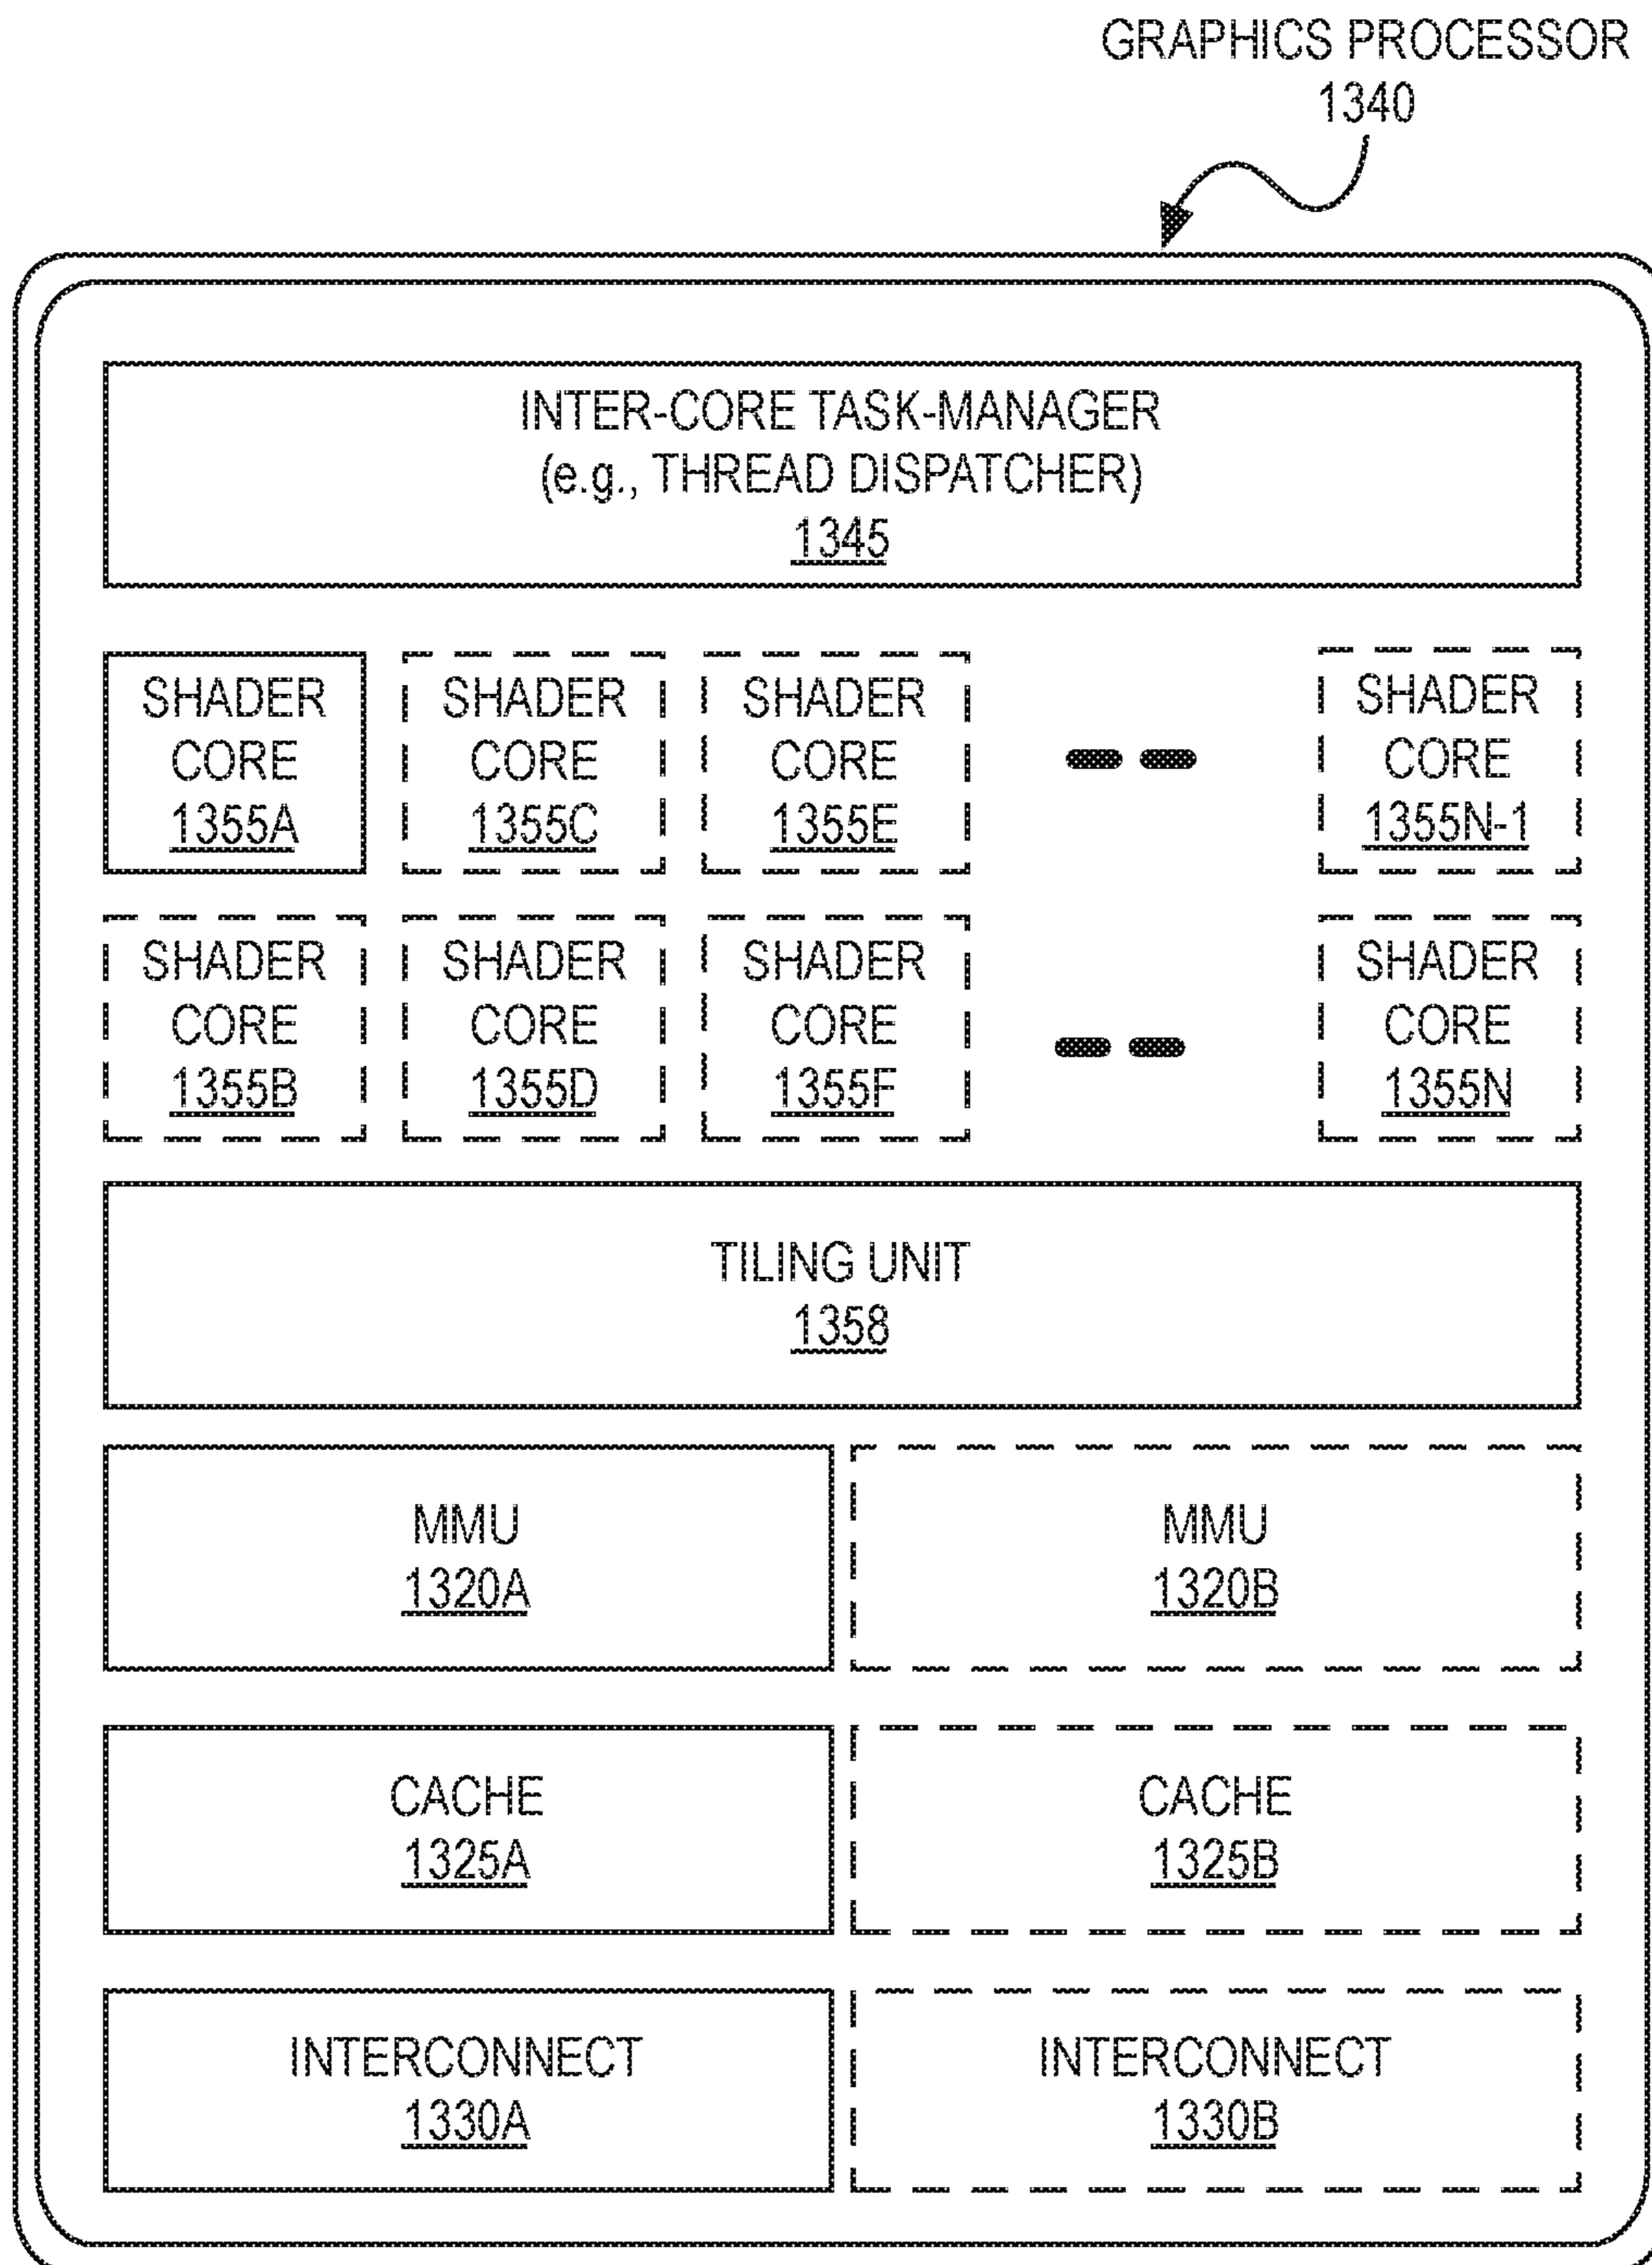 GRAPHICS PROCESSOR
1340
INTER-CORE TASK-MANAGER
(e.g., THREAD DISPATCHER)
1345
SHADER
CORE
1355A
SHADER
CORE
1355C
SHADER
CORE
1355E
SHADER
CORE
1355N-1
SHADER
CORE
1355B
SHADER
CORE
1355D
SHADER
CORE
1355F
SHADER
CORE
1355N
TILING UNIT
1358
MMU
1320A
MMU
1320B
CACHE
1325A
CACHE
1325B
INTERCONNECT
1330A
INTERCONNECT
1330B